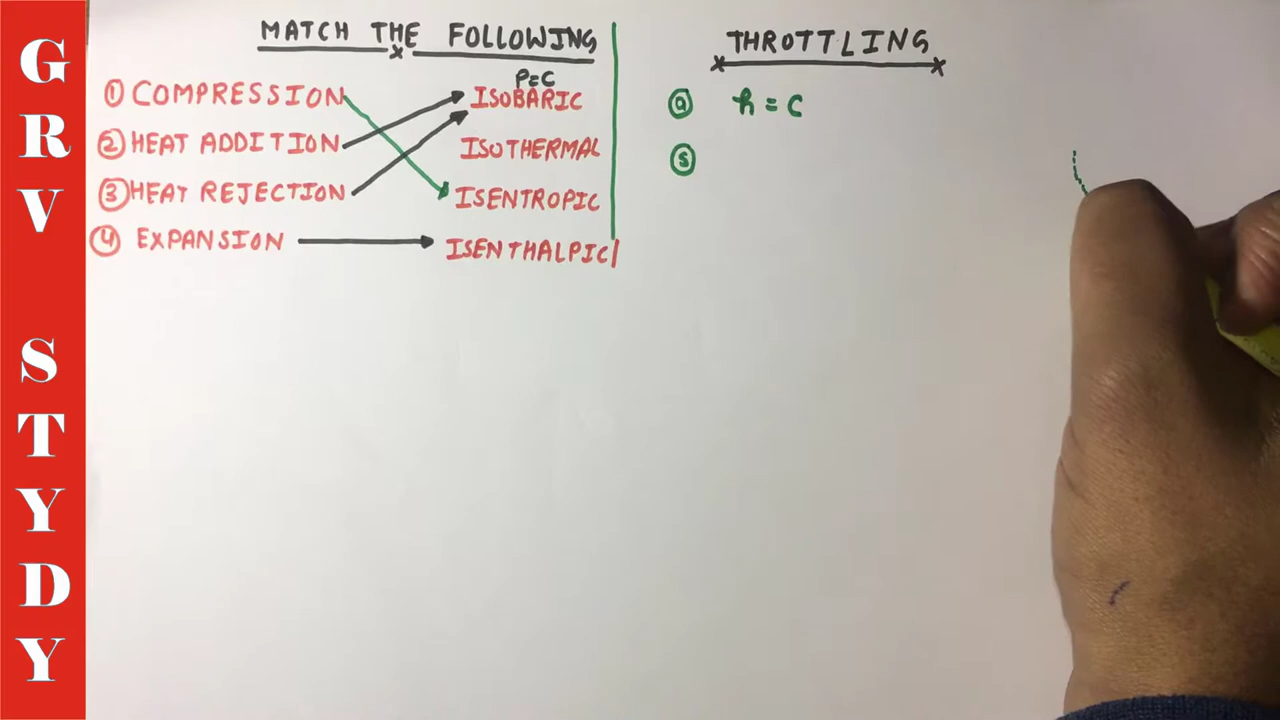 GRV STYDY
MATCH THE FOLLOWING
P=C
① COMPRESSION
ISOBARIC
② HEAT ADDITION
ISOTHERMAL
③ HEAT REJECTION
ISENTROPIC
④ EXPANSION
ISENTHALPIC
THROTTLING
ⓐ h = C
ⓢ